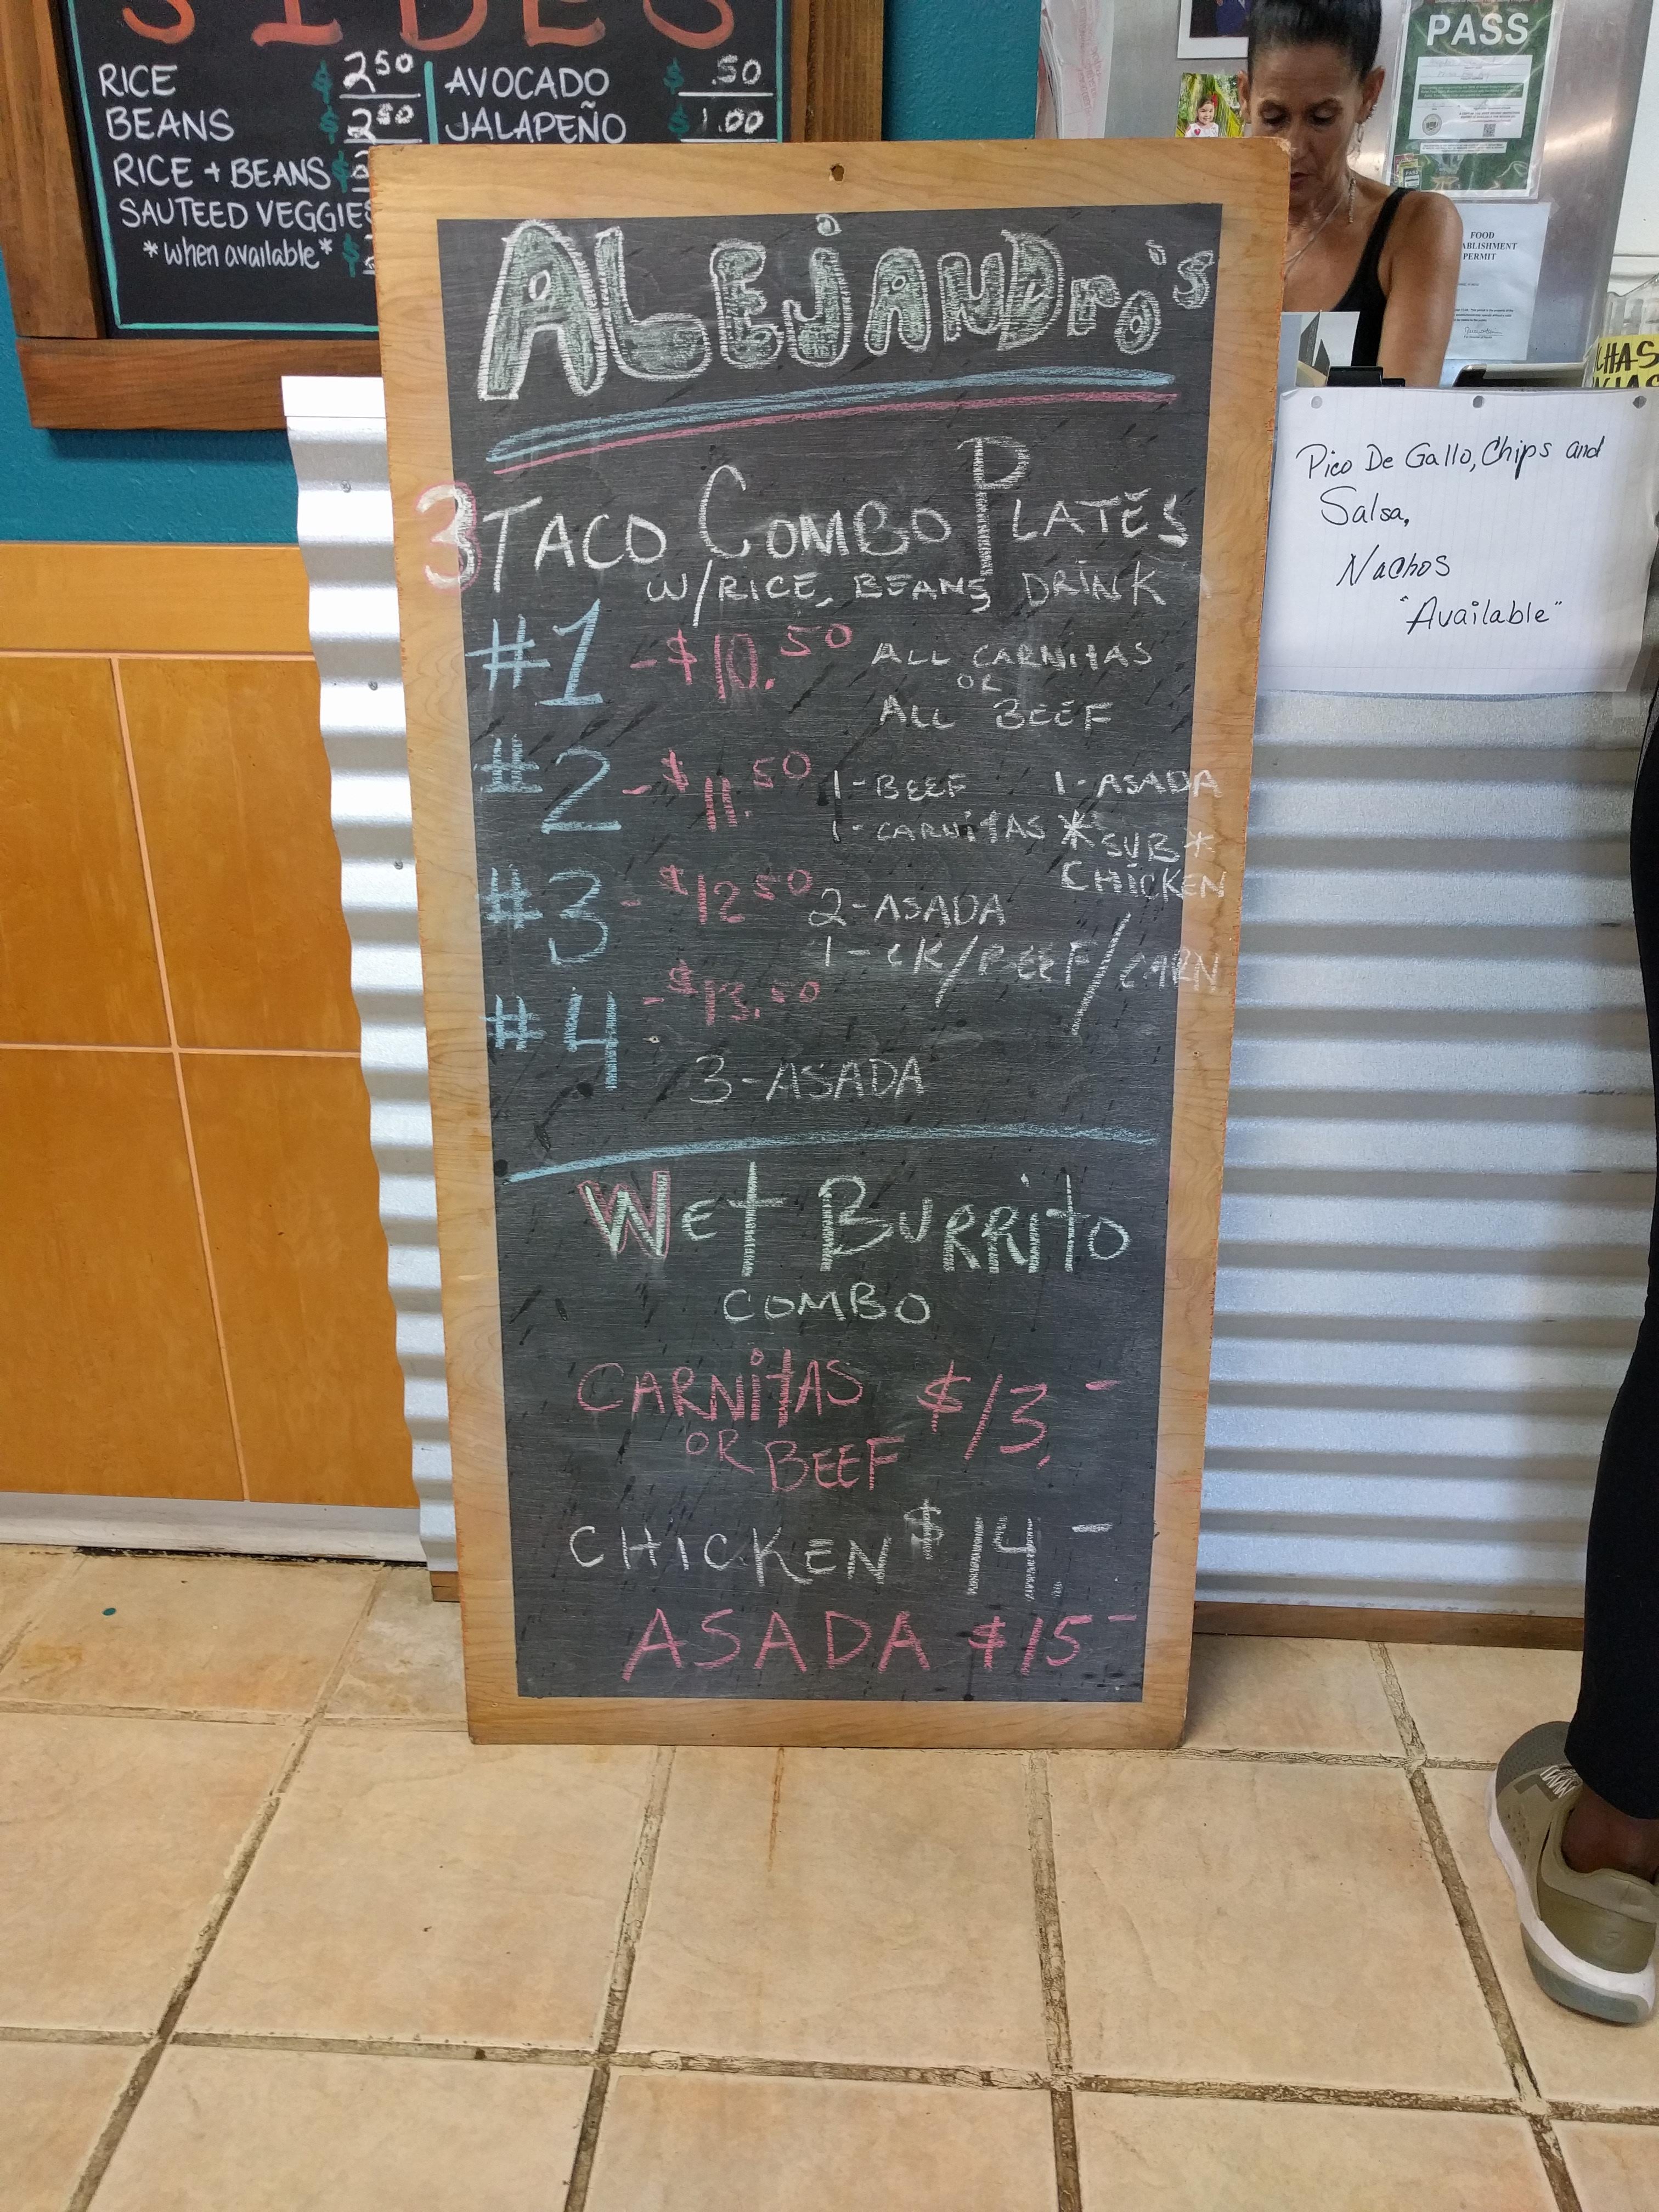 SIDES
RICE $ 2.50
BEANS $ 2.50
RICE + BEANS $
SAUTEED VEGGIES
*when available* $
AVOCADO $ .50
JALAPEÑO $ 1.00
PASS
FOOD
PERMIT
ALEjANDro's
3 TACO COMBO PLATES
W/RICE, BEANS, DRINK
#1 - $10.50 ALL CARNitAS
OR
ALL BEEF
#2 - $11.50 1-BEEF 1-ASADA
1-CARNitAS *SUB*
CHiCKEN
#3 - $12.50 2-ASADA
1-CK/BEEF/CARN
#4 - $13.50
3-ASADA
WEt BURRito
COMBO
CARNitAS $13.-
OR BEEF
CHiCKEN $14.-
ASADA $15-
Pico De Gallo, Chips and
Salsa,
Nachos
"Available"